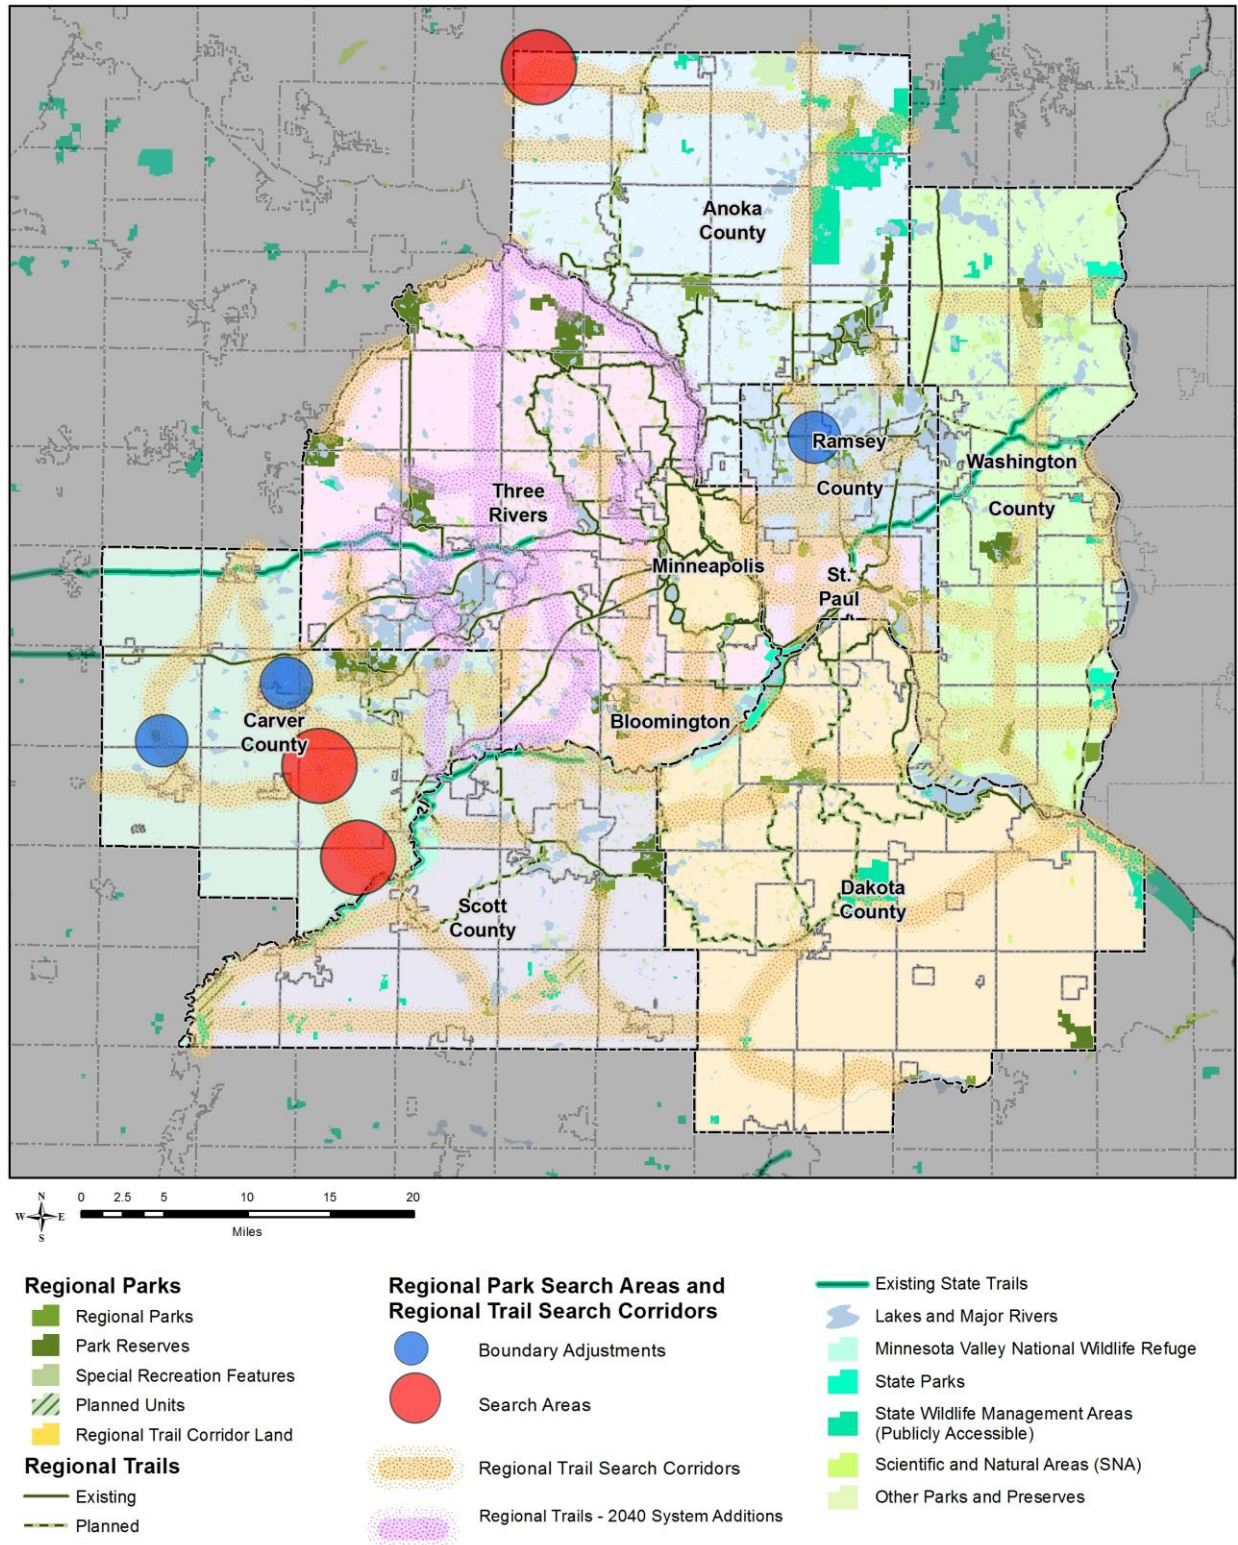 Anoka
County
Ramsey
County
Washington
County
Three
Rivers
Minneapolis
St.
Paul
Carver
County
Bloomington
Scott
County
Dakota
County
N
W E
S
0 2.5 5 10 15 20
Miles
Regional Parks
Regional Parks
Park Reserves
Special Recreation Features
Planned Units
Regional Trail Corridor Land
Regional Trails
Existing
Planned
Regional Park Search Areas and
Regional Trail Search Corridors
Boundary Adjustments
Search Areas
Regional Trail Search Corridors
Regional Trails - 2040 System Additions
Existing State Trails
Lakes and Major Rivers
Minnesota Valley National Wildlife Refuge
State Parks
State Wildlife Management Areas
(Publicly Accessible)
Scientific and Natural Areas (SNA)
Other Parks and Preserves